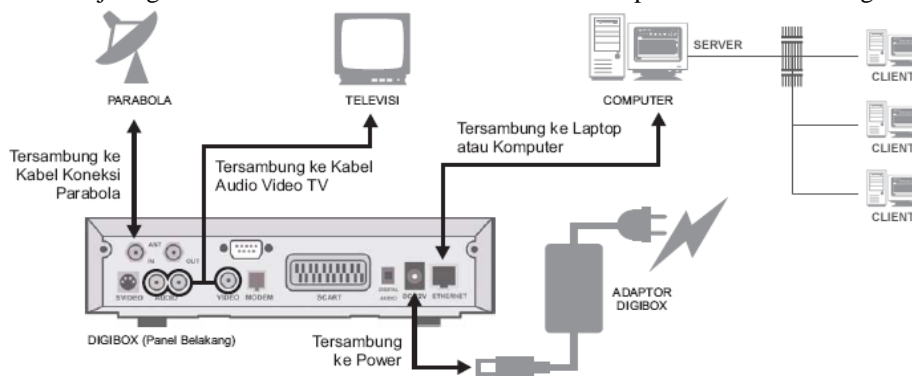 PARABOLA
TELEVISI
COMPUTER
SERVER
CLIENT
CLIENT
CLIENT
Tersambung ke
Kabel Koneksi
Parabola
Tersambung ke Kabel
Audio Video TV
Tersambung ke Laptop
atau Komputer
ANT
IN
OUT
S-VIDEO
AUDIO
VIDEO
MODEM
SCART
DIGITAL
AUDIO
ETHERNET
ADAPTOR
DIGIBOX
DIGIBOX (Panel Belakang)
Tersambung
ke Power